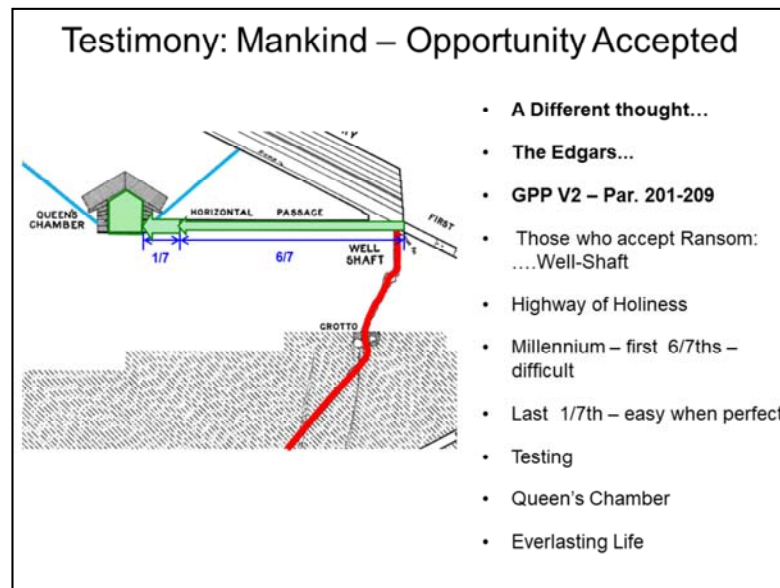 Testimony: Mankind – Opportunity Accepted
QUEEN'S
CHAMBER
HORIZONTAL PASSAGE
FIRST
1/7
6/7
WELL
SHAFT
GROTTO
• A Different thought…
• The Edgars…
• GPP V2 – Par. 201-209
• Those who accept Ransom:
….Well-Shaft
• Highway of Holiness
• Millennium – first 6/7ths –
difficult
• Last 1/7th – easy when perfect
• Testing
• Queen's Chamber
• Everlasting Life